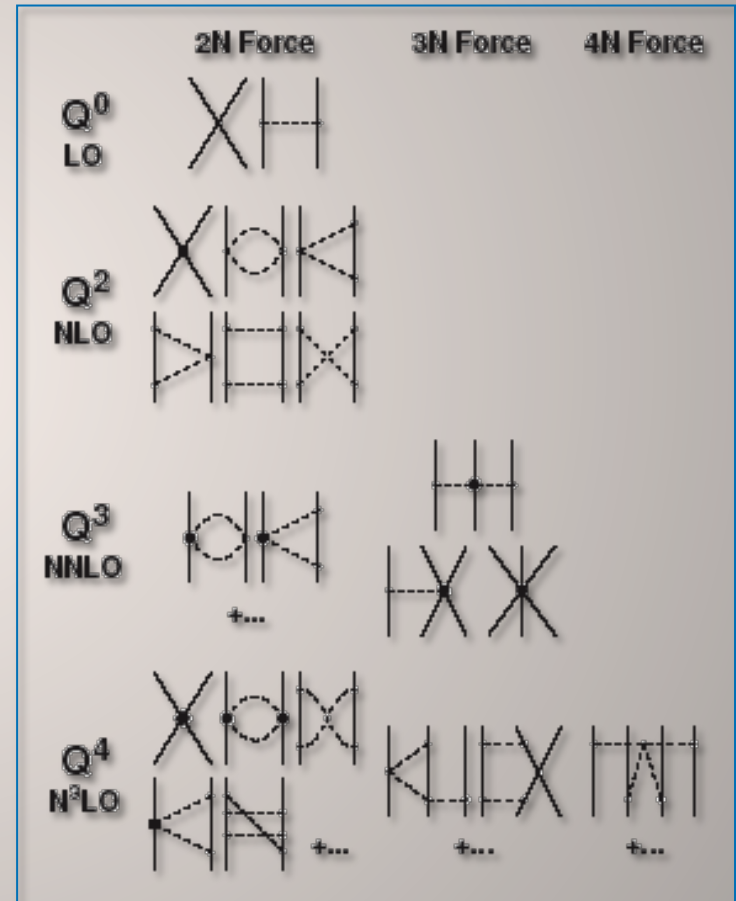 2N Force 3N Force 4N Force
Q⁰
LO
Q²
NLO
Q³
NNLO
+...
Q⁴
N³LO
+... +... +...